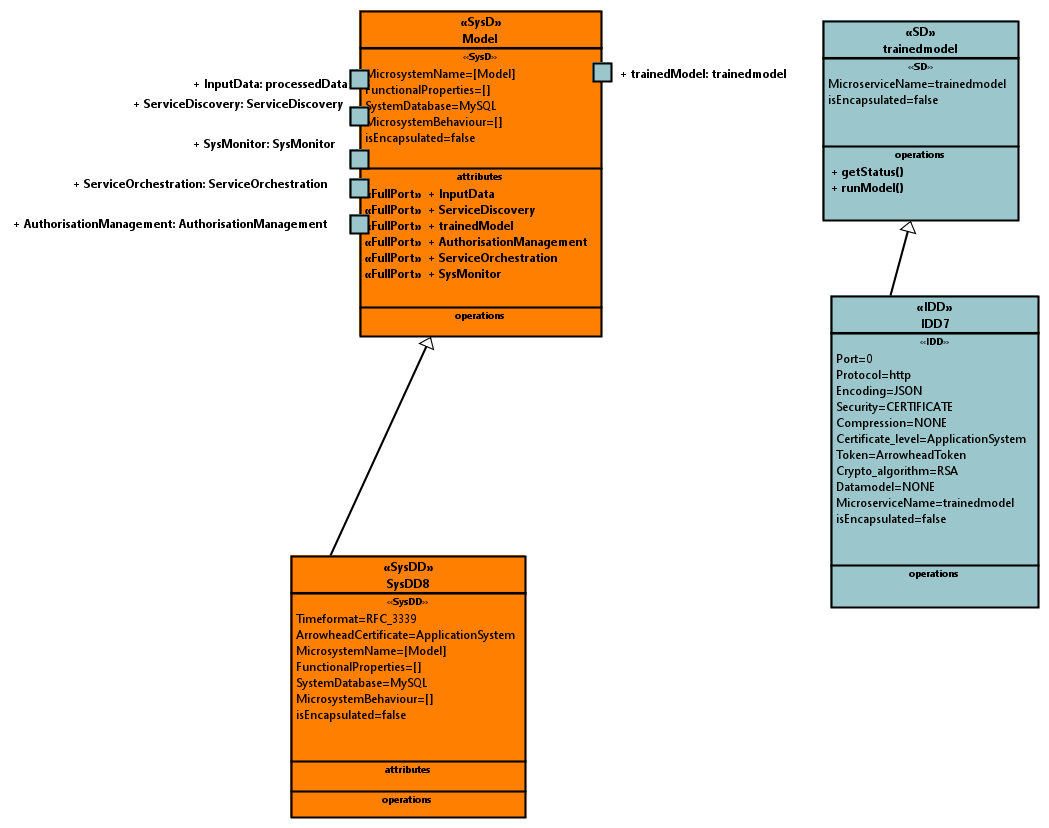 «SysD»
Model
«SysD»
MicrosystemName=[Model]
FunctionalProperties=[]
SystemDatabase=MySQL
MicrosystemBehaviour=[]
isEncapsulated=false
attributes
«FullPort» + InputData
«FullPort» + ServiceDiscovery
«FullPort» + trainedModel
«FullPort» + AuthorisationManagement
«FullPort» + ServiceOrchestration
«FullPort» + SysMonitor
operations
+ InputData: processedData
+ ServiceDiscovery: ServiceDiscovery
+ SysMonitor: SysMonitor
+ ServiceOrchestration: ServiceOrchestration
+ AuthorisationManagement: AuthorisationManagement
+ trainedModel: trainedmodel
«SD»
trainedmodel
«SD»
MicroserviceName=trainedmodel
isEncapsulated=false
operations
+ getStatus()
+ runModel()
«IDD»
IDD7
«IDD»
Port=0
Protocol=http
Encoding=JSON
Security=CERTIFICATE
Compression=NONE
Certificate_level=ApplicationSystem
Token=ArrowheadToken
Crypto_algorithm=RSA
Datamodel=NONE
MicroserviceName=trainedmodel
isEncapsulated=false
operations
«SysDD»
SysDD8
«SysDD»
Timeformat=RFC_3339
ArrowheadCertificate=ApplicationSystem
MicrosystemName=[Model]
FunctionalProperties=[]
SystemDatabase=MySQL
MicrosystemBehaviour=[]
isEncapsulated=false
attributes
operations